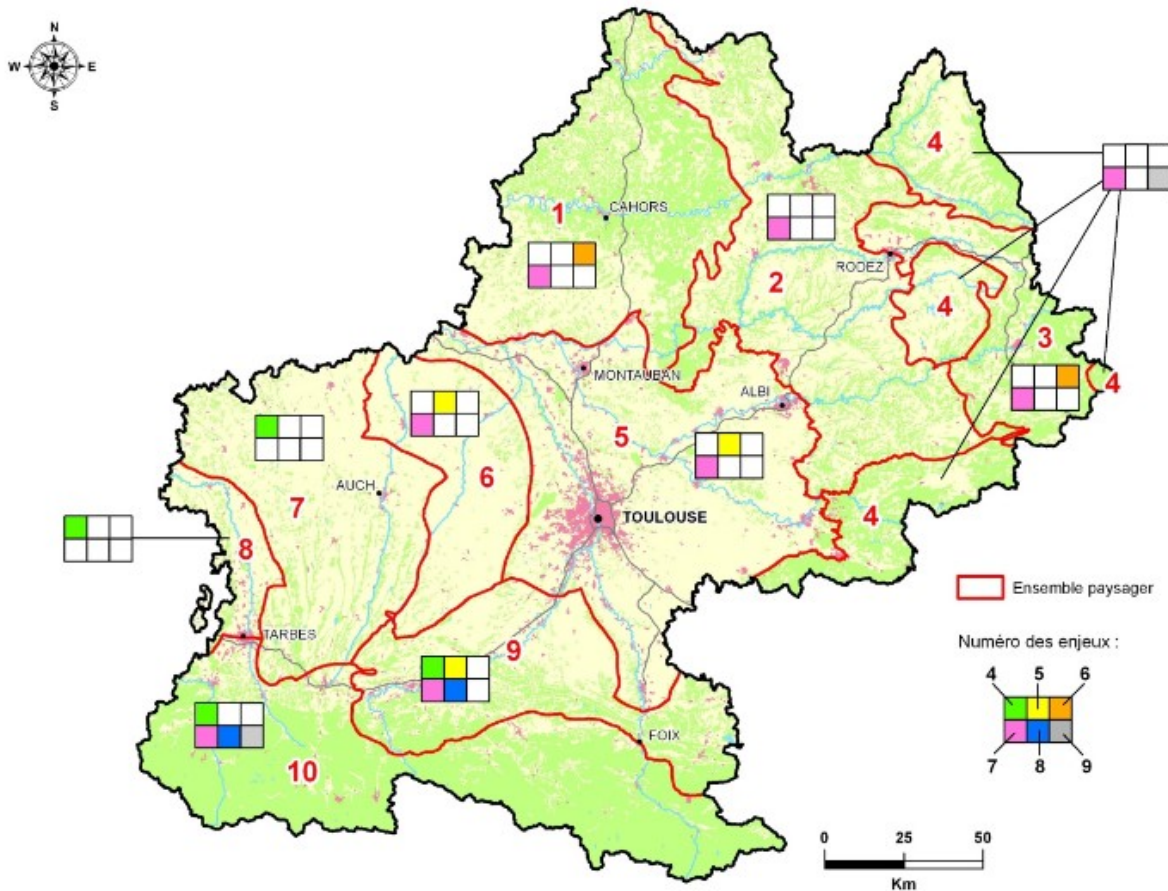 N
W E
S
4
1
CAHORS
2
RODEZ
4
3
4
MONTAUBAN
ALBI
5
6
7
AUCH
TOULOUSE
4
8
Ensemble paysager
TARBES
9
Numéro des enjeux :
4 5 6
FOIX
7 8 9
10
0 25 50
Km